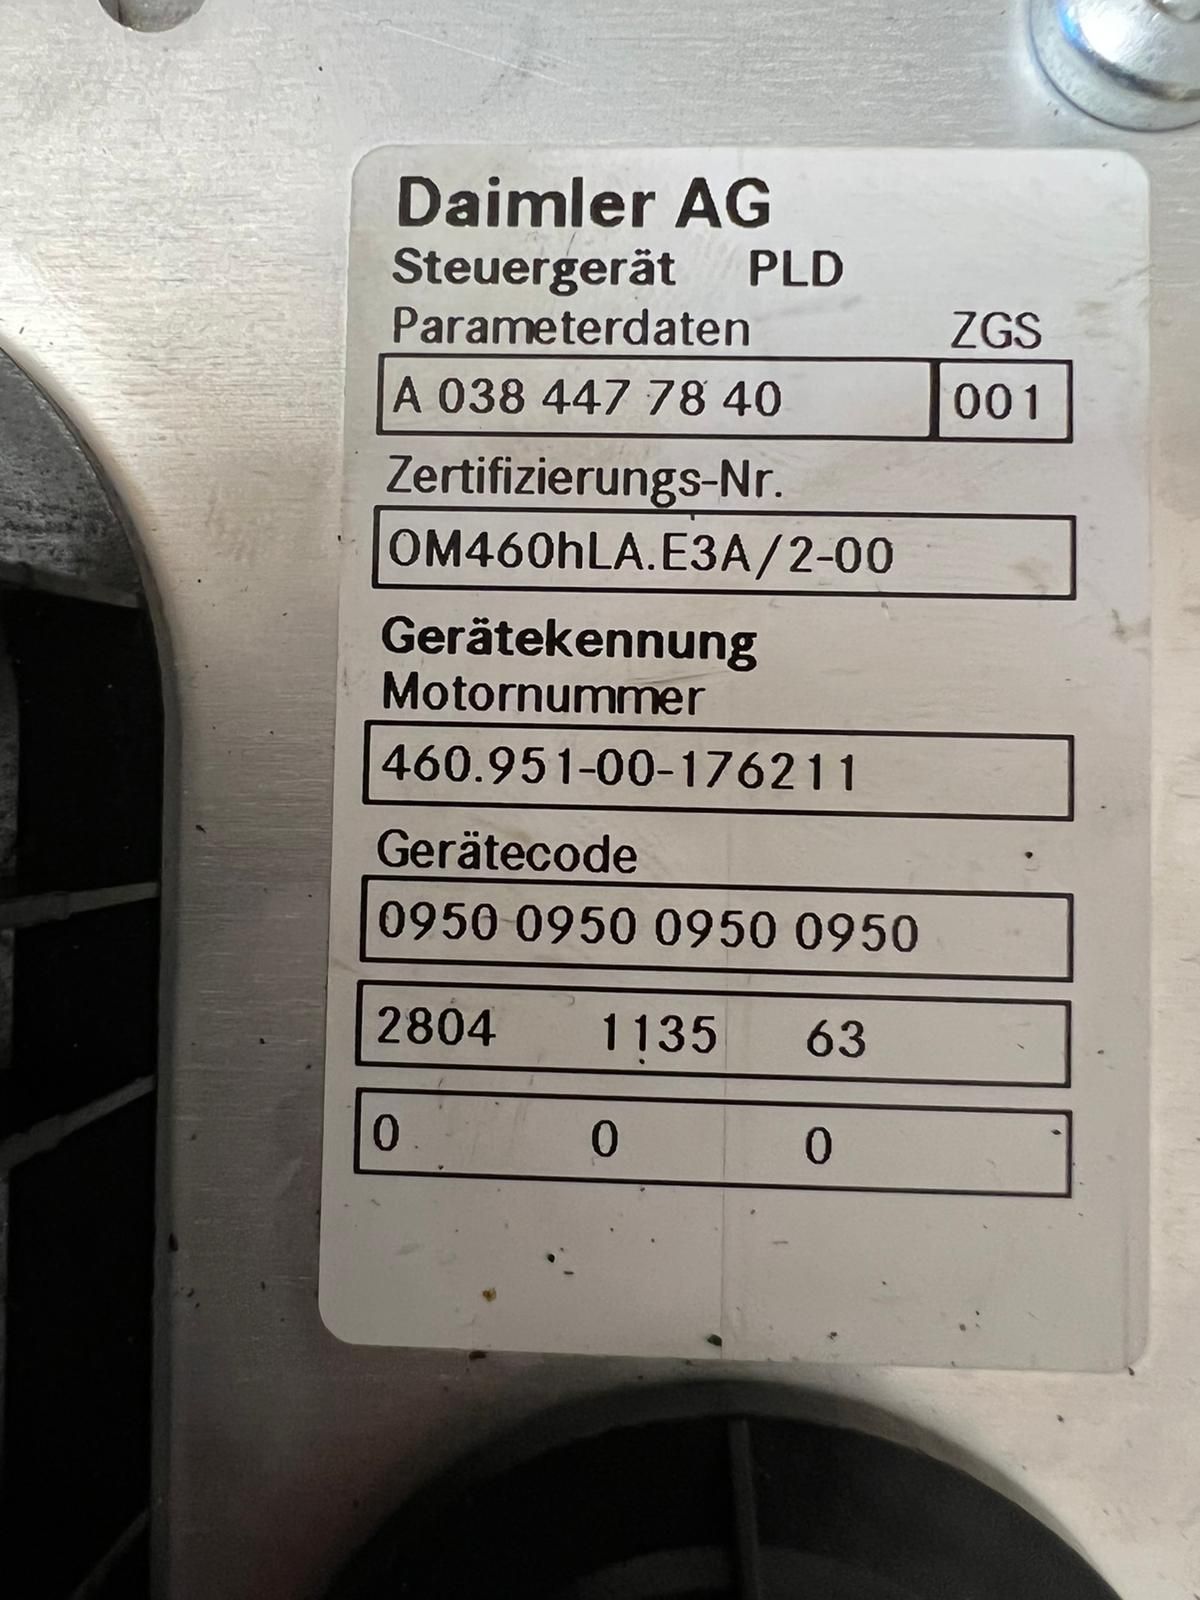 Daimler AG
Steuergerät PLD
Parameterdaten ZGS
A 038 447 78 40 001
Zertifizierungs-Nr.
OM460hLA.E3A/2-00
Gerätekennung
Motornummer
460.951-00-176211
Gerätecode
0950 0950 0950 0950
2804 1135 63
0 0 0